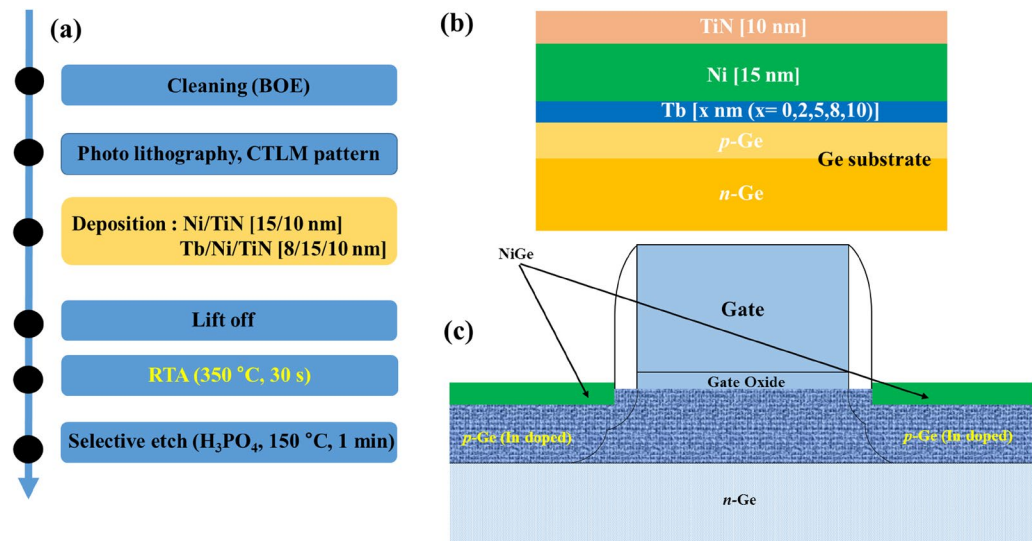 (a)
Cleaning (BOE)
Photo lithography, CTLM pattern
Deposition : Ni/TiN [15/10 nm]
Tb/Ni/TiN [8/15/10 nm]
Lift off
RTA (350 °C, 30 s)
Selective etch (H₃PO₄, 150 °C, 1 min)
(b)
TiN [10 nm]
Ni [15 nm]
Tb [x nm (x= 0,2,5,8,10)]
p-Ge
Ge substrate
n-Ge
(c)
NiGe
Gate
Gate Oxide
p-Ge (In doped)
p-Ge (In doped)
n-Ge